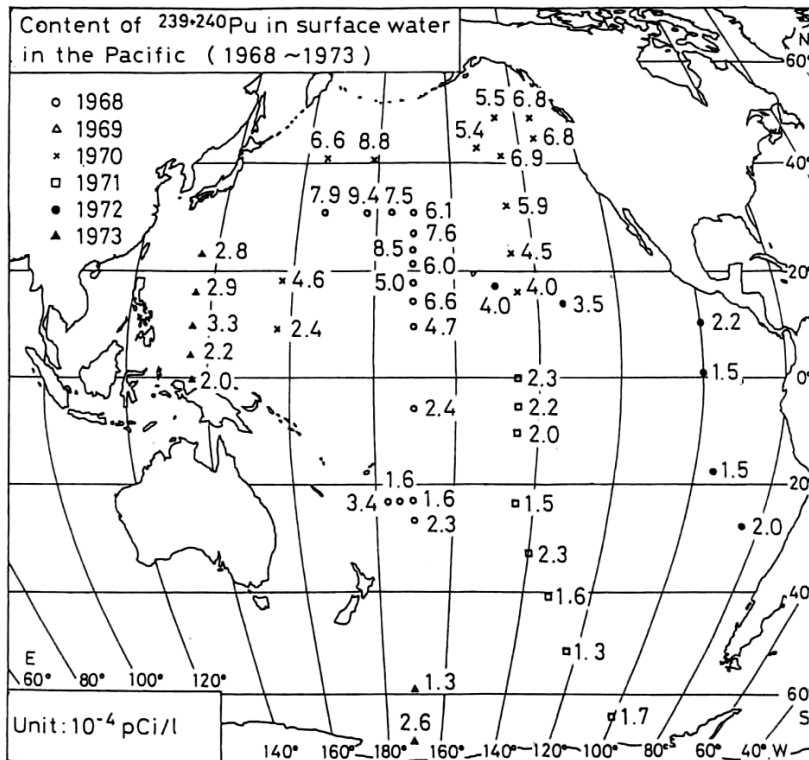 Content of ²³⁹⁺²⁴⁰Pu in surface water
in the Pacific (1968 ~1973)
N
60°
1968
1969
1970
1971
1972
1973
5.5 6.8
5.4 6.8
6.6 8.8 6.9
40°
7.9 9.4 7.5 6.1 5.9
7.6
2.8 8.5 4.5
6.0
20°
2.9 4.6 5.0 4.0 4.0 3.5
6.6
3.3 2.4 4.7 2.2
2.2
2.0 2.3 1.5 0°
2.4 2.2
2.0
1.6 1.5
20°
3.4 1.6 1.5
2.3 2.0
2.3
1.6 40°
1.3
E
60° 80° 100° 120°
1.3 60°
S
Unit:10⁻⁴ pCi/l
2.6 1.7
140° 160° 180° 160° 140° 120° 100° 80° 60° 40° W